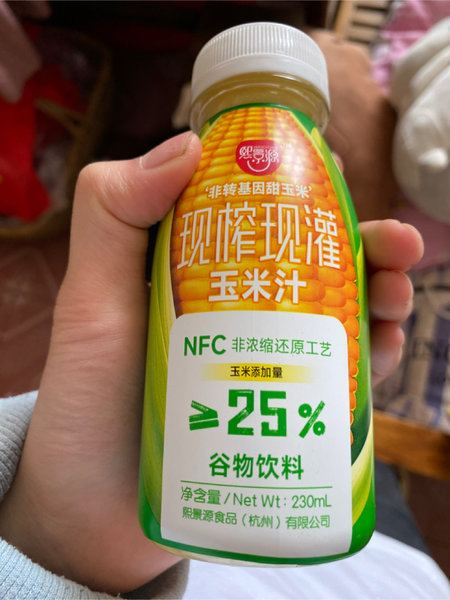 熙景源
‘非转基因甜玉米’
现榨现灌
玉米汁
NFC 非浓缩还原工艺
玉米添加量
≥25%
谷物饮料
净含量/Net Wt: 230mL
熙景源食品（杭州）有限公司